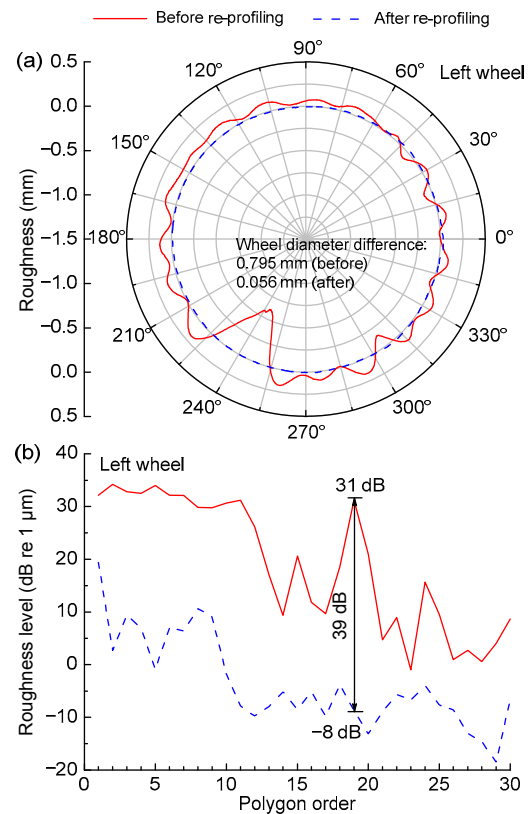 Before re-profiling After re-profiling
(a) 90° Left wheel
120° 60°
150° 30°
180° 0°
210° 330°
240° 300°
270°
Roughness (mm)
0.5
0.0
−0.5
−1.0
−1.5
−1.0
−0.5
0.0
0.5
Wheel diameter difference:
0.795 mm (before)
0.056 mm (after)
(b)
Left wheel
Roughness level (dB re 1 μm)
40
30
20
10
0
−10
−20
31 dB
39 dB
−8 dB
0 5 10 15 20 25 30
Polygon order